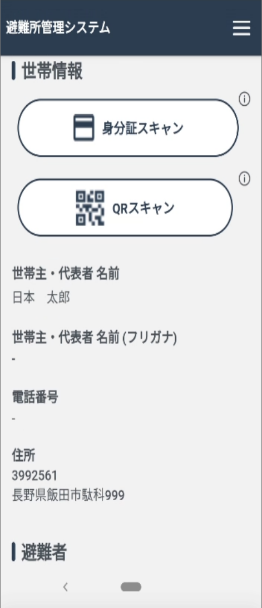 避難所管理システム
世帯情報
身分証スキャン
QRスキャン
世帯主・代表者 名前
日本　太郎
世帯主・代表者 名前 (フリガナ)
-
電話番号
-
住所
3992561
長野県飯田市駄科999
避難者